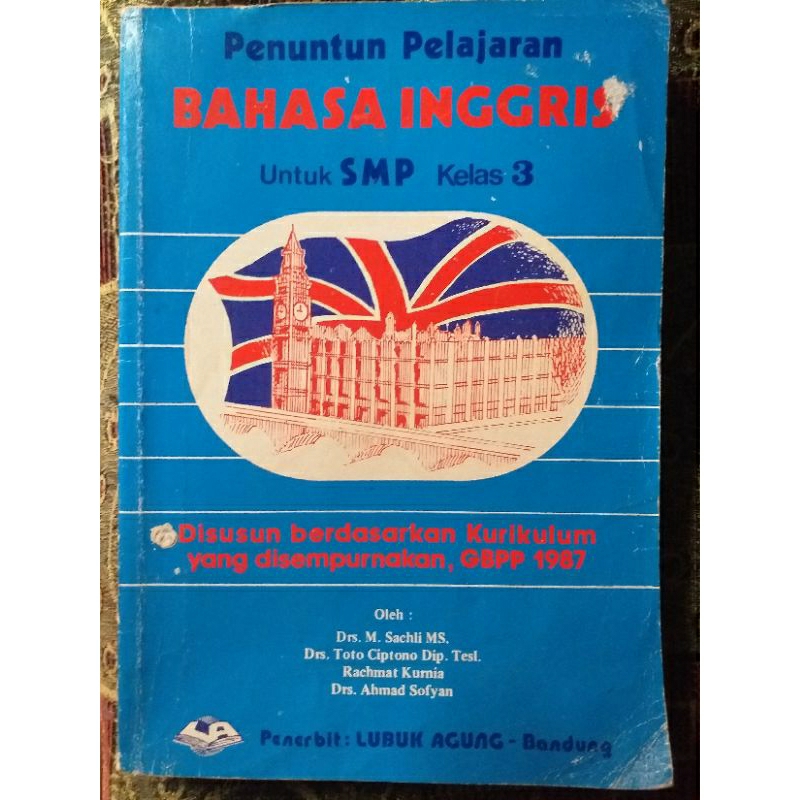 Penuntun Pelajaran
BAHASA INGGRIS
Untuk SMP Kelas 3
Disusun berdasarkan Kurikulum
yang disempurnakan, GBPP 1987
Oleh :
Drs. M. Sachli MS.
Drs. Toto Ciptono Dip. Tesl.
Rachmat Kurnia
Drs. Ahmad Sofyan
LA
Penerbit: LUBUK AGUNG - Bandung